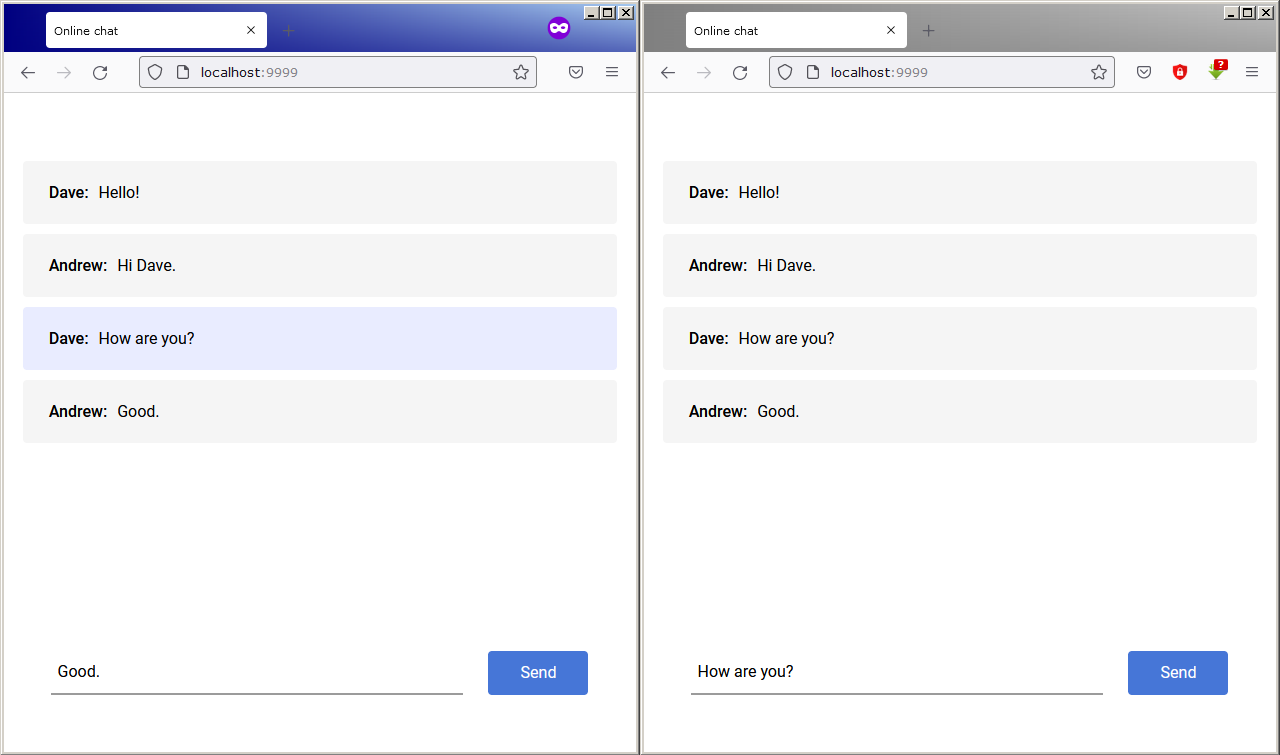 Online chat
localhost:9999
Dave: Hello!
Andrew: Hi Dave.
Dave: How are you?
Andrew: Good.
Good.
Send
Online chat
?
localhost:9999
Dave: Hello!
Andrew: Hi Dave.
Dave: How are you?
Andrew: Good.
How are you?
Send